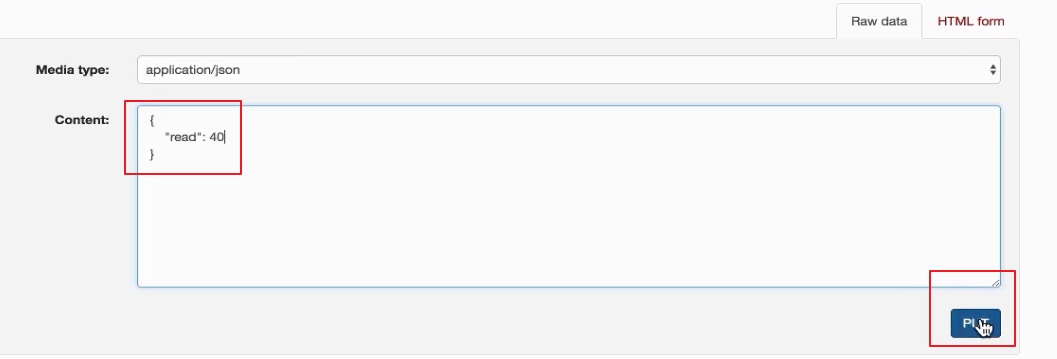 Raw data HTML form
Media type: application/json
Content: {
"read": 40
}